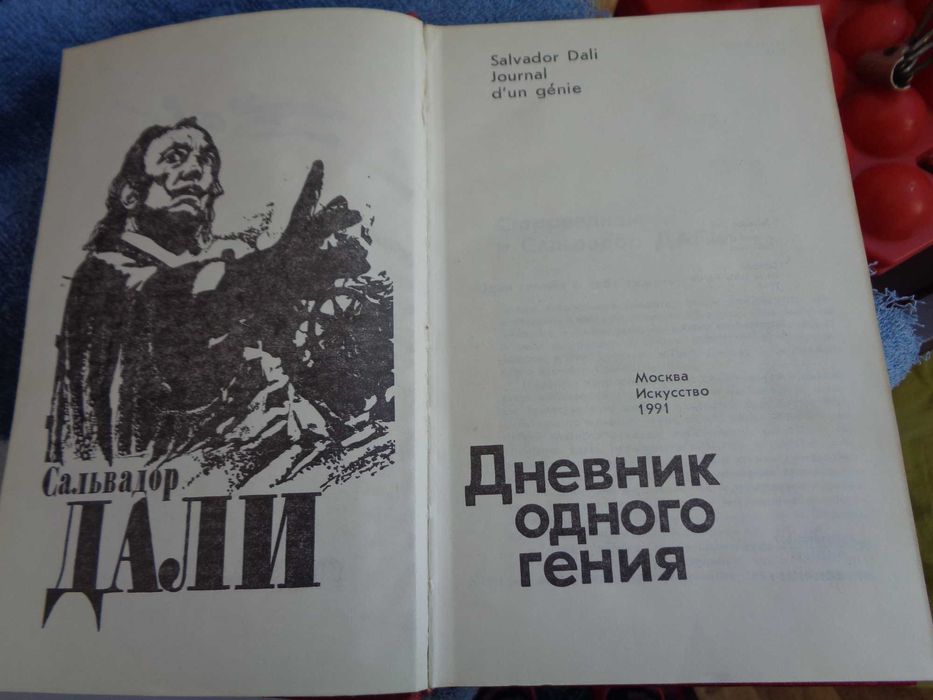 Сальвадор
ДАЛИ
Salvador Dali
Journal
d'un génie
Москва
Искусство
1991
Дневник
одного
гения